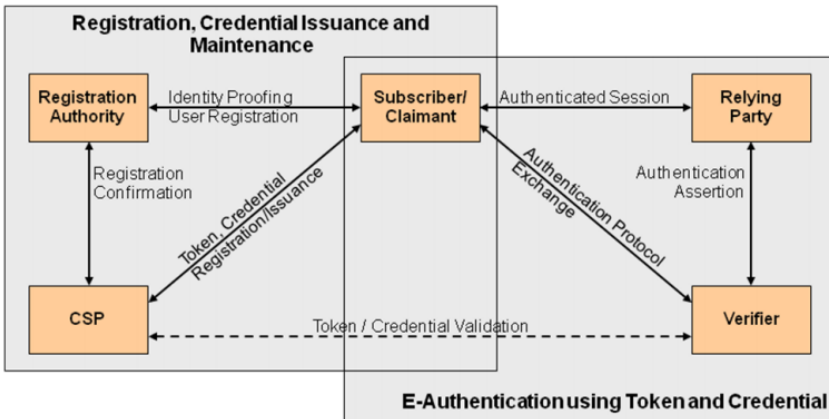 Registration, Credential Issuance and
Maintenance
Registration
Authority
Identity Proofing
User Registration
Subscriber/
Claimant
Authenticated Session
Relying
Party
Registration
Confirmation
Token, Credential
Registration/Issuance
Authentication Protocol
Exchange
Authentication
Assertion
CSP
Token / Credential Validation
Verifier
E-Authentication using Token and Credential